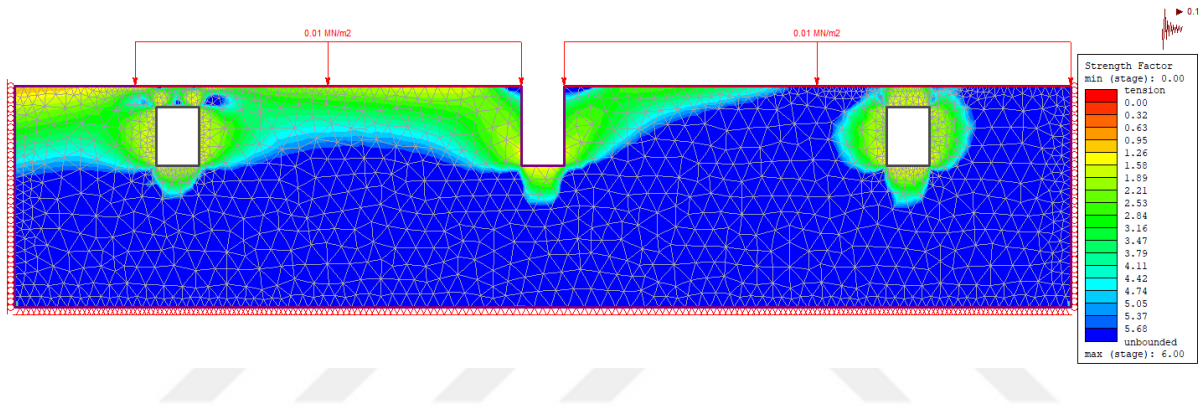 0.1
0.01 MN/m2
0.01 MN/m2
Strength Factor
min (stage): 0.00
tension
0.00
0.32
0.63
0.95
1.26
1.58
1.89
2.21
2.53
2.84
3.16
3.47
3.79
4.11
4.42
4.74
5.05
5.37
5.68
unbounded
max (stage): 6.00